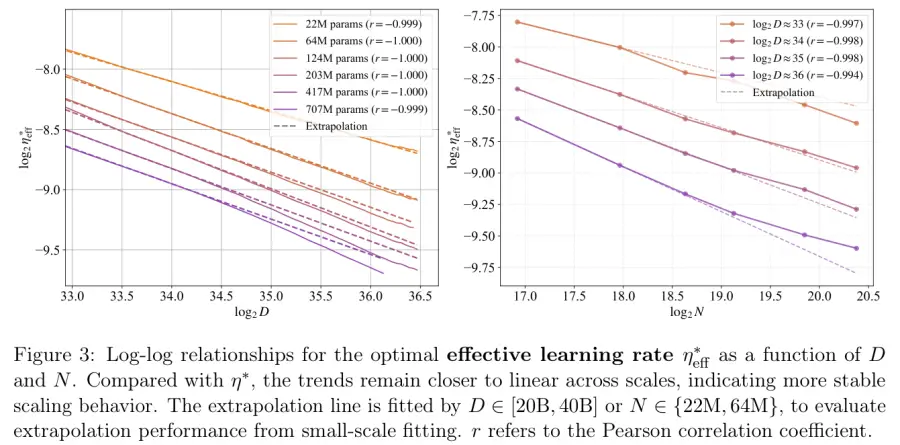 22M params (r = −0.999)
64M params (r = −1.000)
124M params (r = −1.000)
203M params (r = −1.000)
417M params (r = −1.000)
707M params (r = −0.999)
Extrapolation
log₂ η*eff
−8.0
−8.5
−9.0
−9.5
33.0 33.5 34.0 34.5 35.0 35.5 36.0 36.5
log₂ D
log₂ D ≈ 33 (r = −0.997)
log₂ D ≈ 34 (r = −0.998)
log₂ D ≈ 35 (r = −0.998)
log₂ D ≈ 36 (r = −0.994)
Extrapolation
log₂ η*eff
−7.75
−8.00
−8.25
−8.50
−8.75
−9.00
−9.25
−9.50
−9.75
17.0 17.5 18.0 18.5 19.0 19.5 20.0 20.5
log₂ N
Figure 3: Log-log relationships for the optimal effective learning rate η*eff as a function of D
and N. Compared with η*, the trends remain closer to linear across scales, indicating more stable
scaling behavior. The extrapolation line is fitted by D ∈ [20B, 40B] or N ∈ {22M, 64M}, to evaluate
extrapolation performance from small-scale fitting. r refers to the Pearson correlation coefficient.